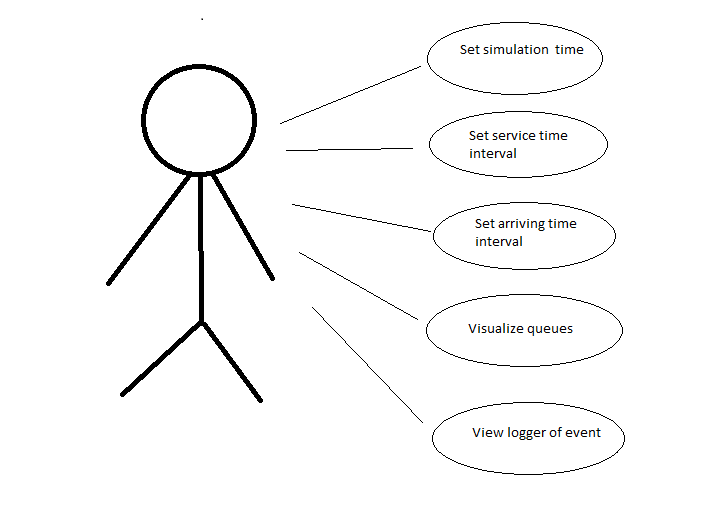 Set simulation time
Set service time
interval
Set arriving time
interval
Visualize queues
View logger of event